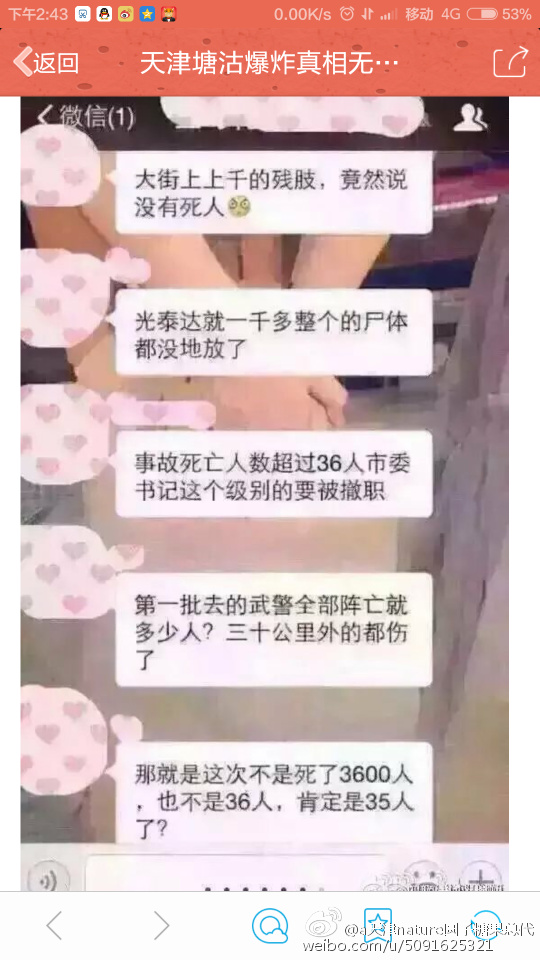 下午2:43
0.00K/s
移动 4G
53%
返回
天津塘沽爆炸真相无…
微信(1)
大街上上千的残肢，竟然说
没有死人
光泰达就一千多整个的尸体
都没地放了
事故死亡人数超过36人市委
书记这个级别的要被撤职
第一批去的武警全部阵亡就
多少人？三十公里外的都伤
了
那就是这次不是死了3600人
，也不是36人，肯定是35人
了？
weibo.com/u/5091625321